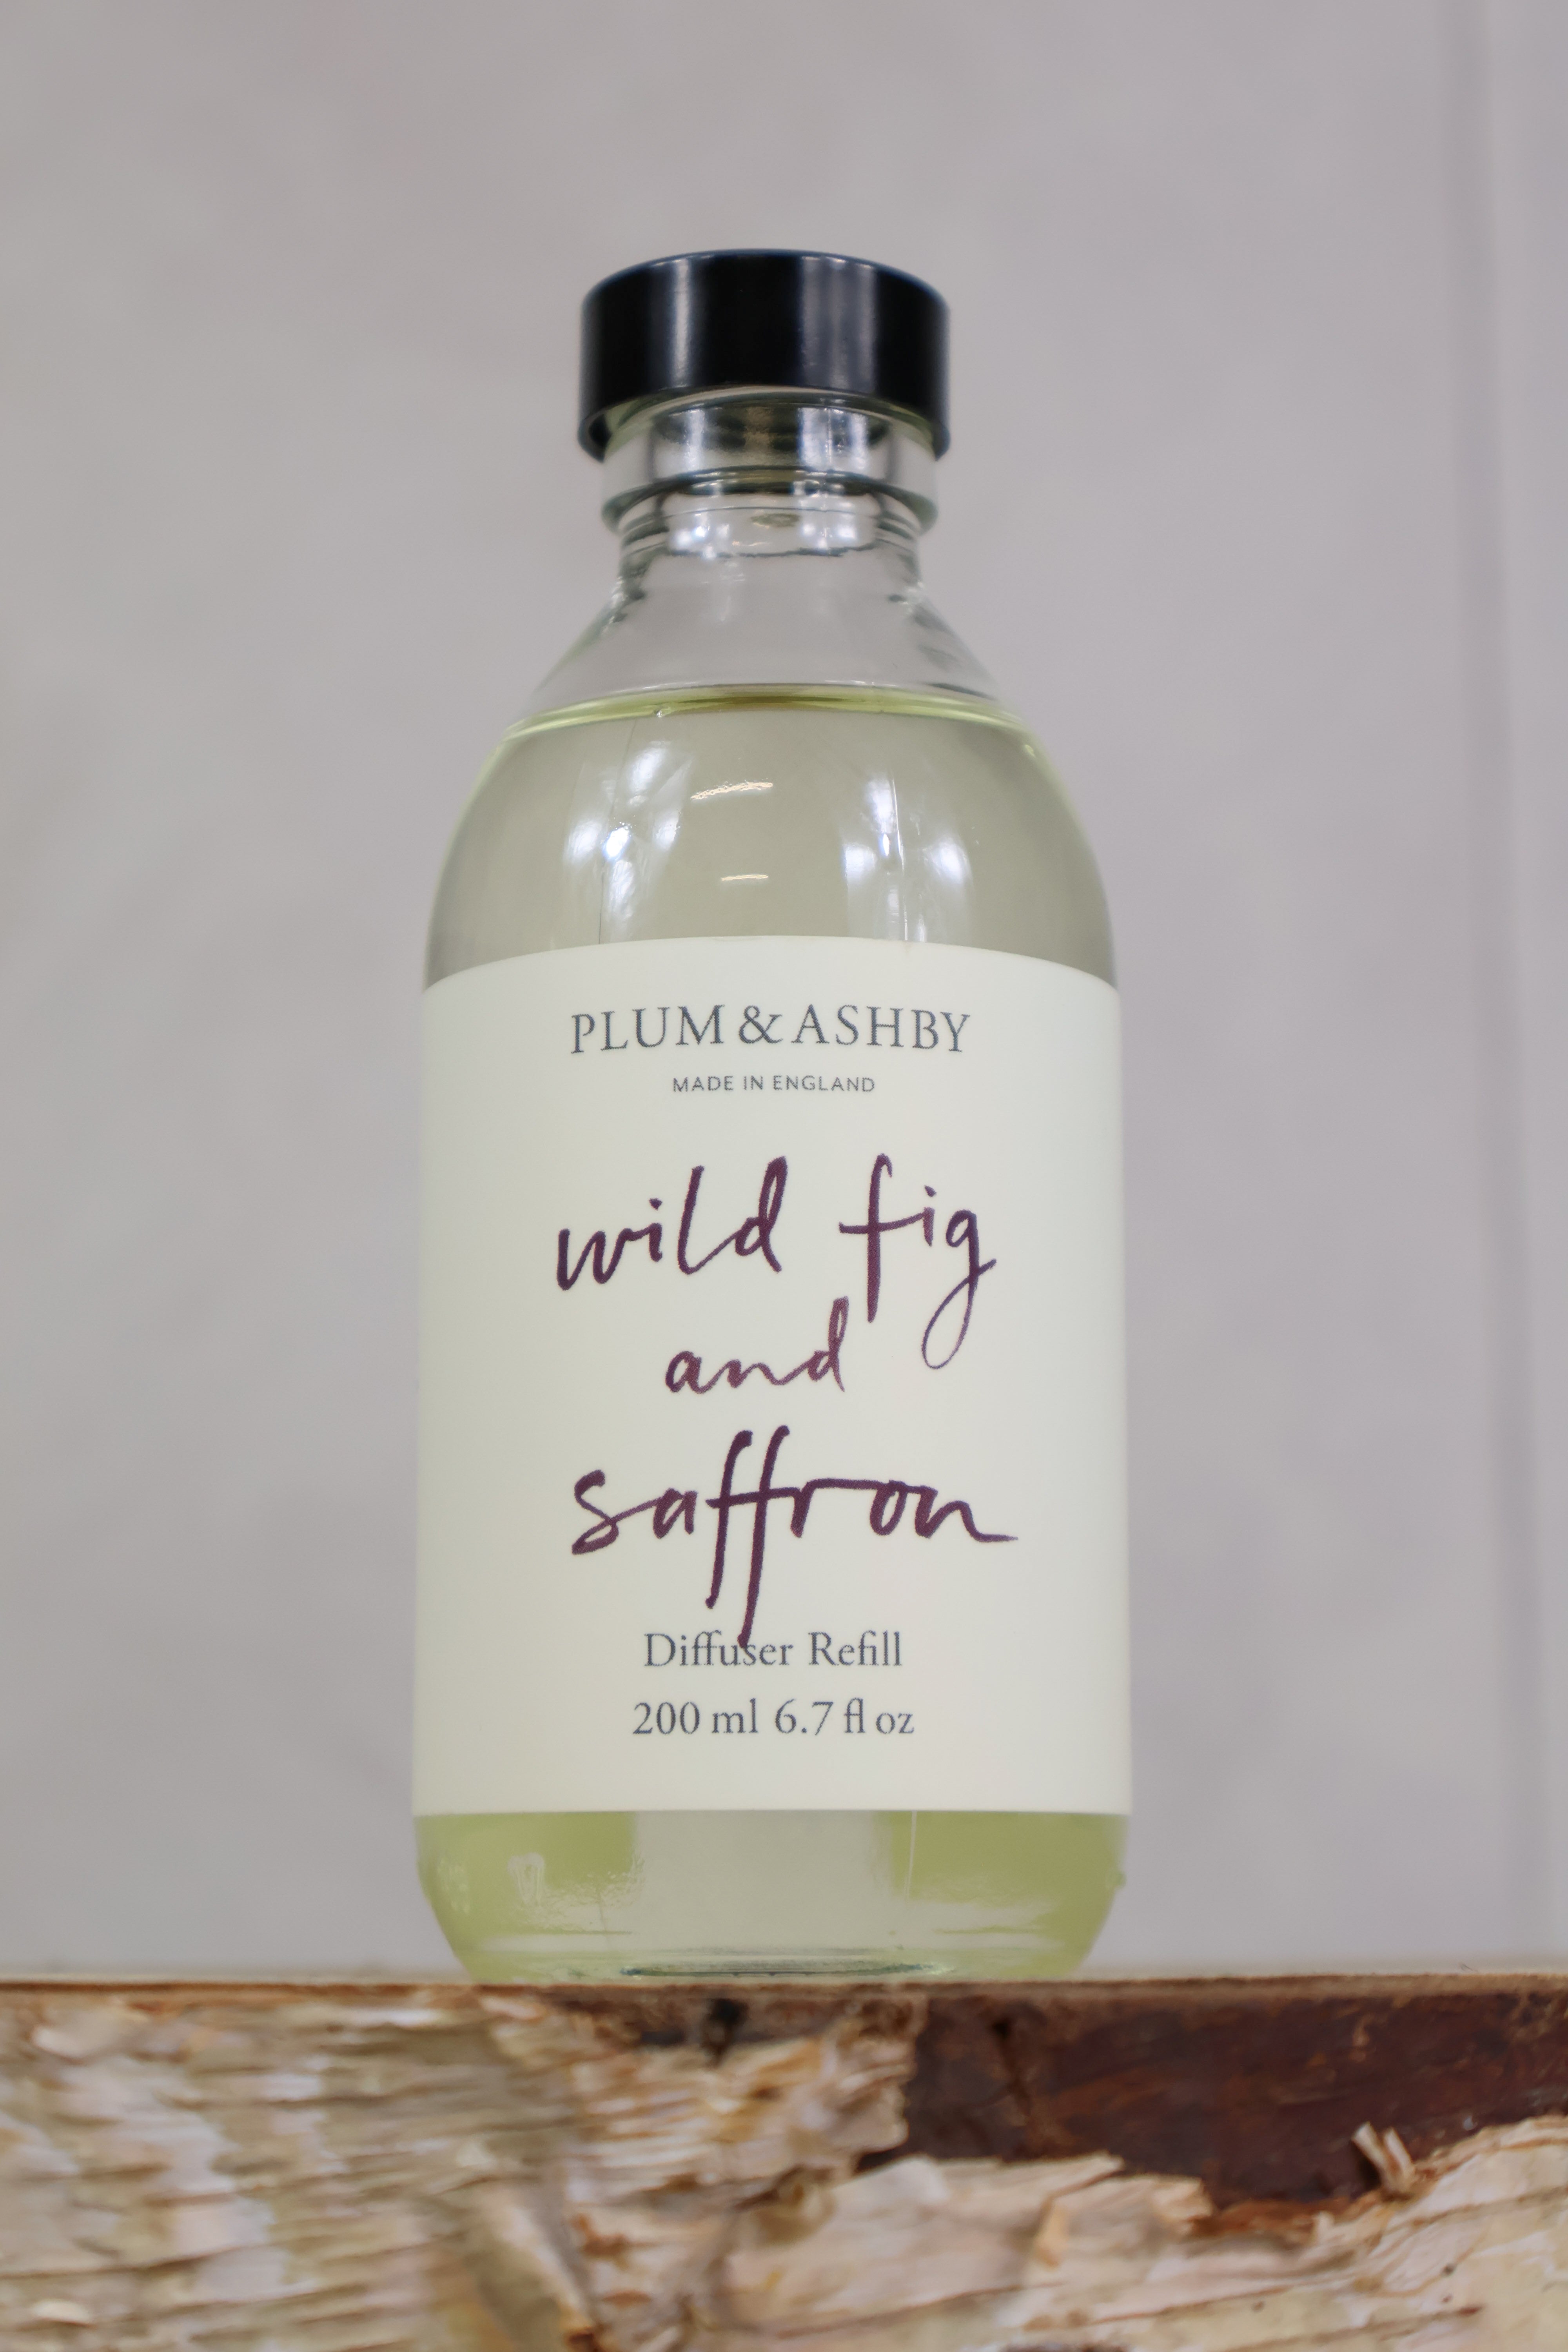 PLUM & ASHBY
MADE IN ENGLAND
wild fig
and
saffron
Diffuser Refill
200 ml 6.7 fl oz